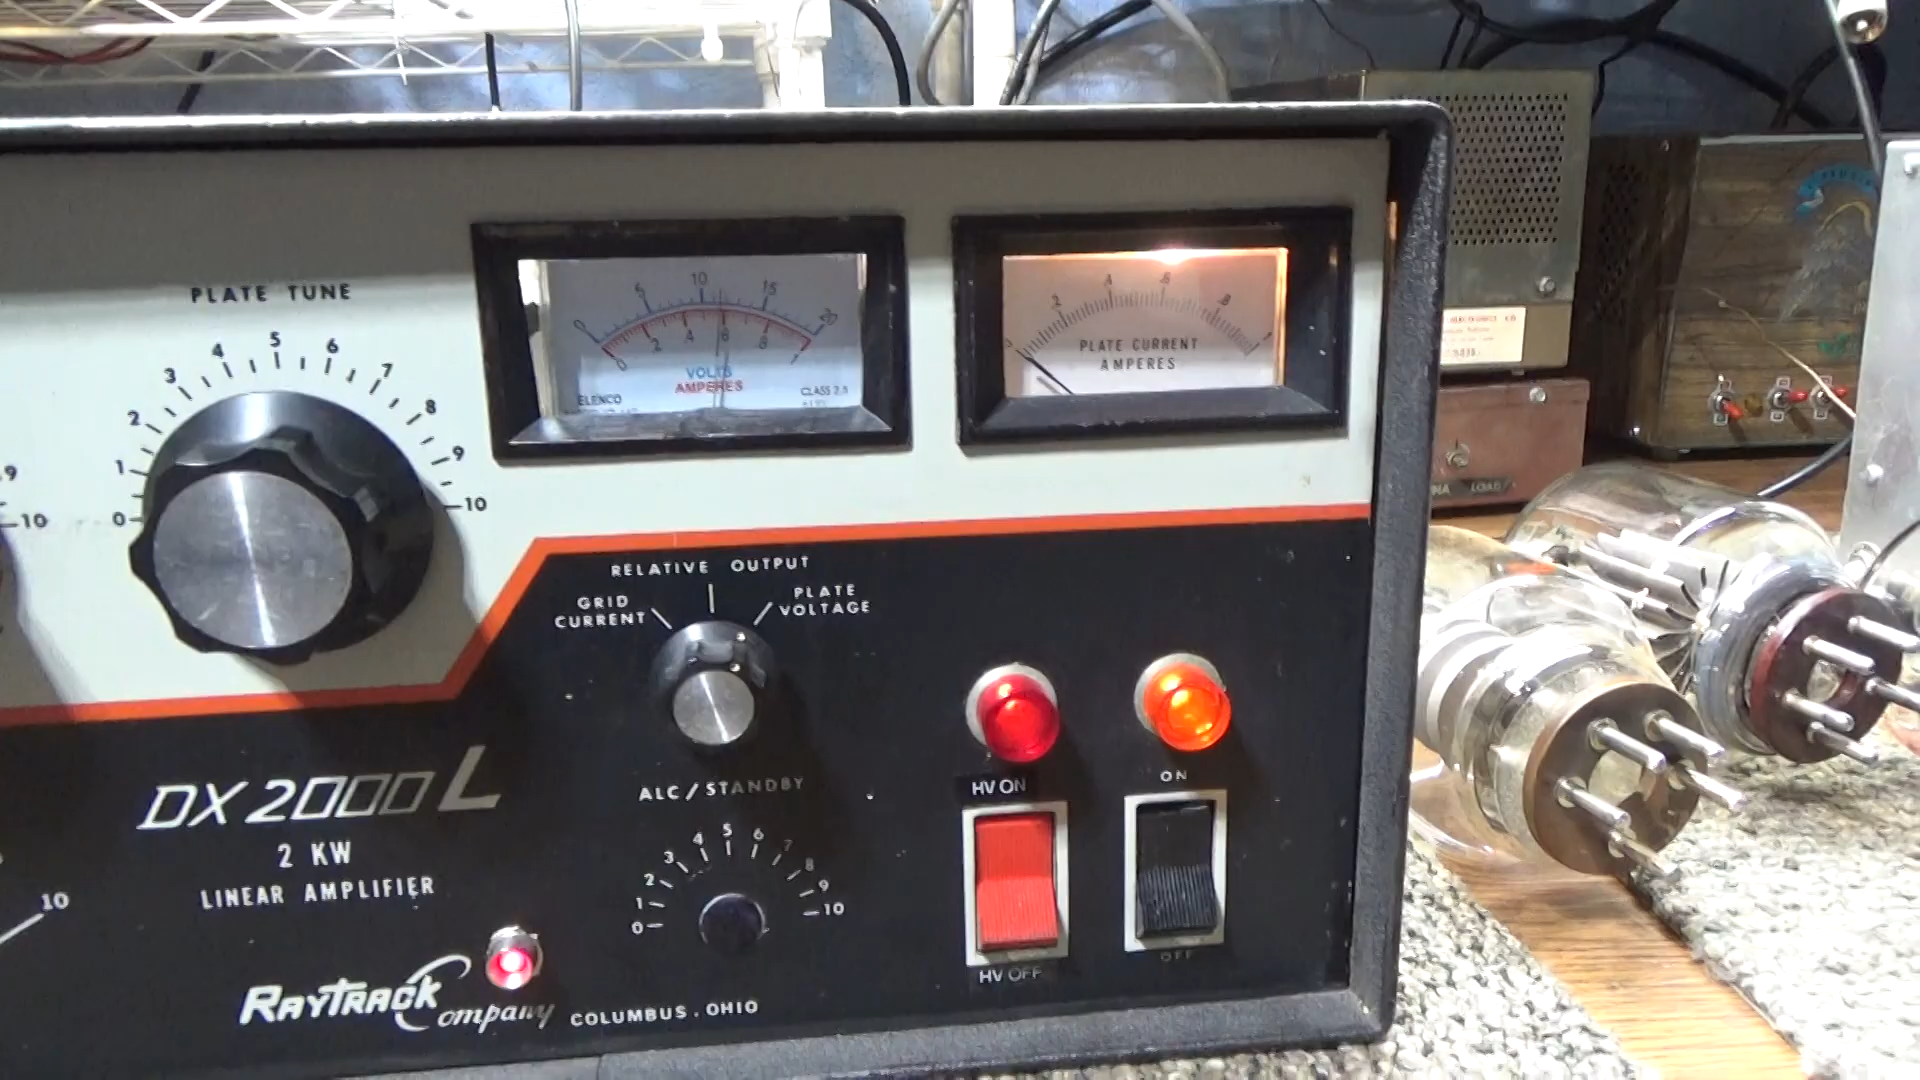 PLATE TUNE
0 1 2 3 4 5 6 7 8 9 10
9
10
0 5 10 15 20
0 2 4 6 8 1
VOLTS
AMPERES
ELENCO
CLASS 2.5
.2 .4 .6 .8 1
PLATE CURRENT
AMPERES
RELATIVE OUTPUT
GRID CURRENT
PLATE VOLTAGE
DX 2000 L
2 KW
LINEAR AMPLIFIER
10
ALC/STANDBY
0 1 2 3 4 5 6 7 8 9 10
HV ON
HV OFF
ON
OFF
RAYTRACK Company COLUMBUS, OHIO
LOAD